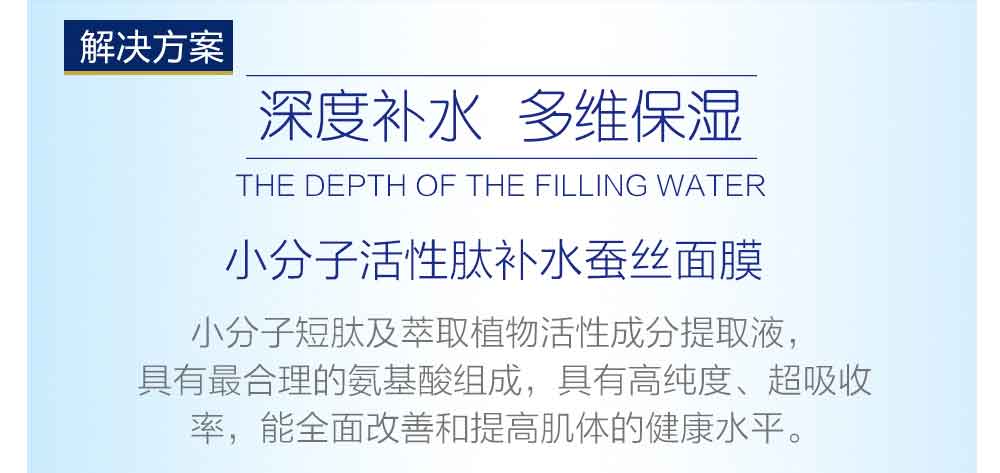 解决方案
深度补水 多维保湿
THE DEPTH OF THE FILLING WATER
小分子活性肽补水蚕丝面膜
小分子短肽及萃取植物活性成分提取液，
具有最合理的氨基酸组成，具有高纯度、超吸收
率，能全面改善和提高肌体的健康水平。